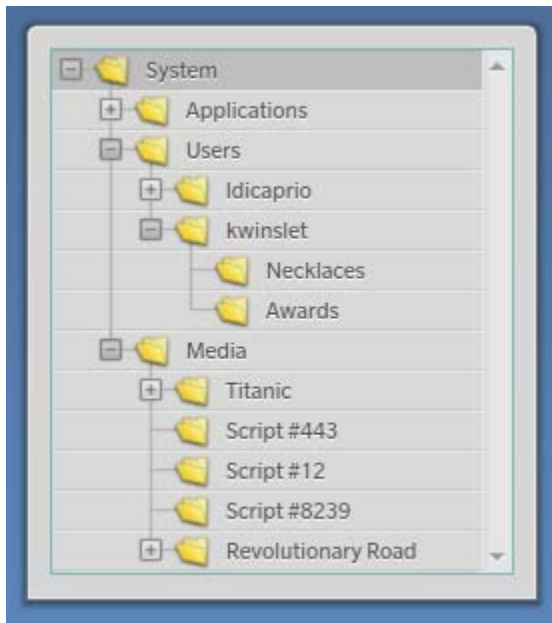 System
Applications
Users
ldicaprio
kwinslet
Necklaces
Awards
Media
Titanic
Script #443
Script #12
Script #8239
Revolutionary Road